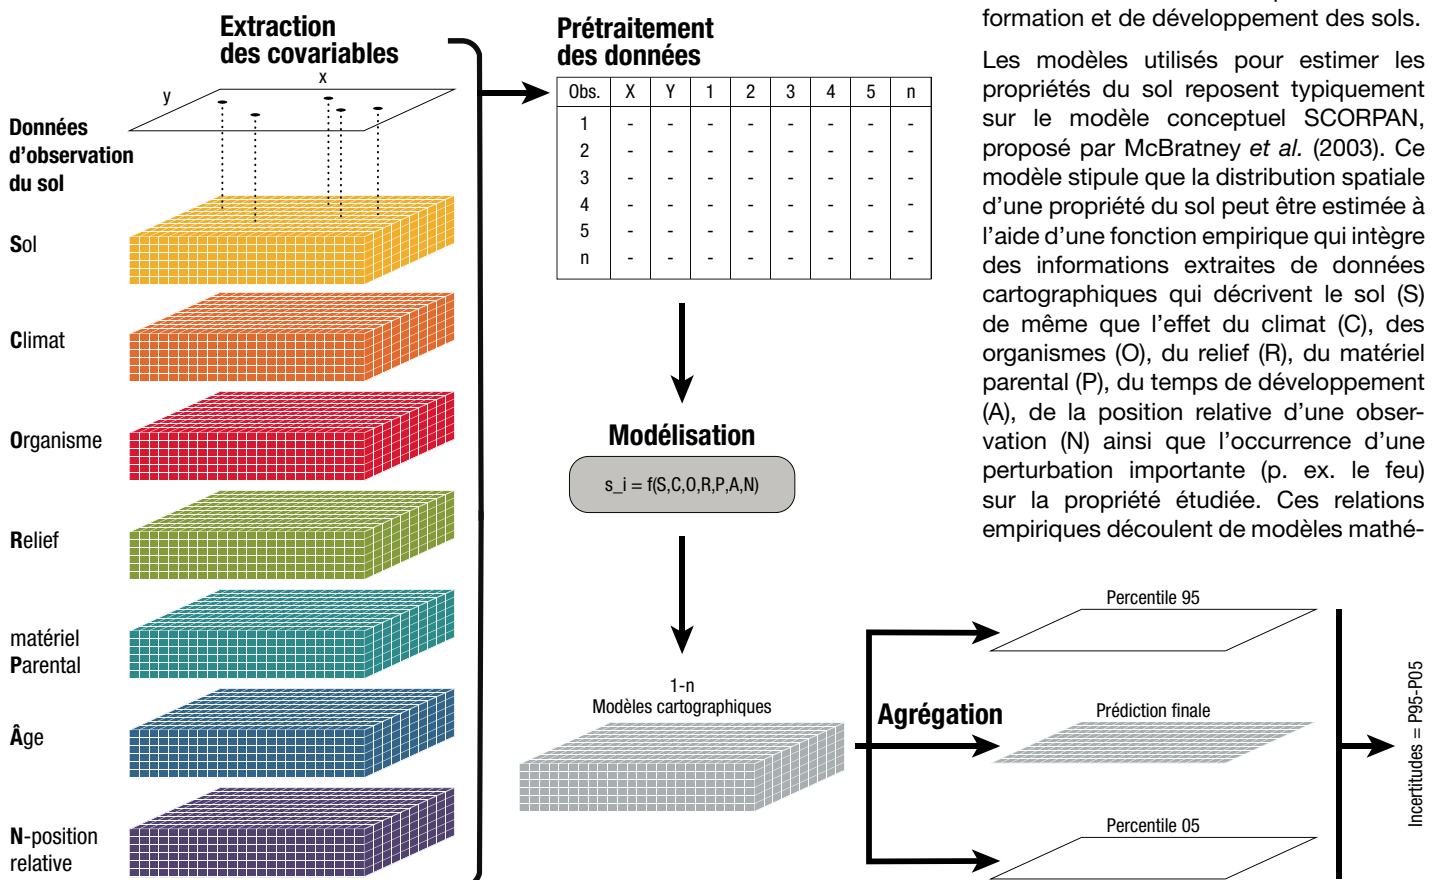 Extraction
des covariables
x
y
Données
d'observation
du sol
Sol
Climat
Organisme
Relief
matériel
Parental
Âge
N-position
relative
Prétraitement
des données
Obs. X Y 1 2 3 4 5 n
1 - - - - - - - -
2 - - - - - - - -
3 - - - - - - - -
4 - - - - - - - -
5 - - - - - - - -
n - - - - - - - -
Modélisation
s_i = f(S,C,O,R,P,A,N)
1-n
Modèles cartographiques
Agrégation
Percentile 95
Prédiction finale
Percentile 05
Incertitudes = P95-P05
formation et de développement des sols.
Les modèles utilisés pour estimer les
propriétés du sol reposent typiquement
sur le modèle conceptuel SCORPAN,
proposé par McBratney et al. (2003). Ce
modèle stipule que la distribution spatiale
d'une propriété du sol peut être estimée à
l'aide d'une fonction empirique qui intègre
des informations extraites de données
cartographiques qui décrivent le sol (S)
de même que l'effet du climat (C), des
organismes (O), du relief (R), du matériel
parental (P), du temps de développement
(A), de la position relative d'une obser-
vation (N) ainsi que l'occurrence d'une
perturbation importante (p. ex. le feu)
sur la propriété étudiée. Ces relations
empiriques découlent de modèles mathé-